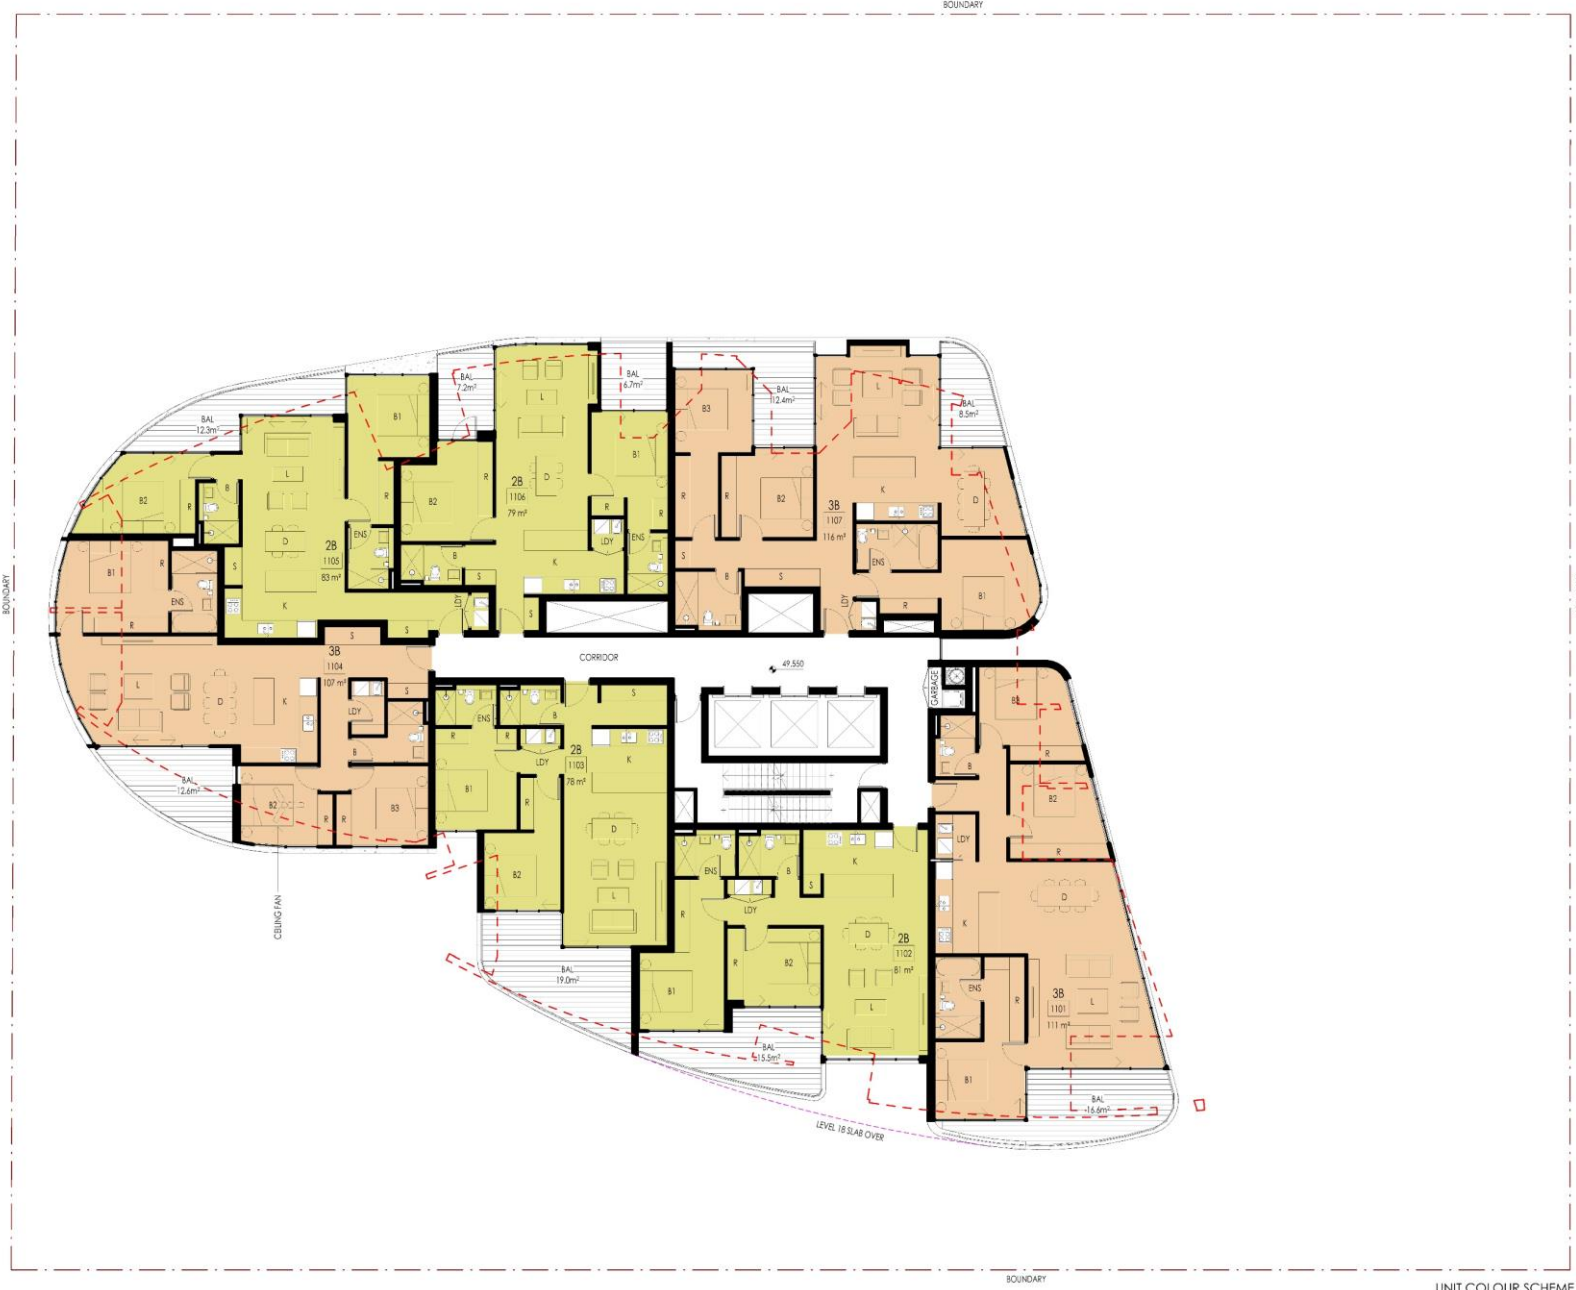 BOUNDARY
BAL
7.2m²
BAL
6.7m²
BAL
12.4m²
BAL
8.5m²
BAL
12.3m²
B1
L
B3
L
B2
B
R
L
R
B2
R
2B
1106
79 m²
D
B1
R
R
R
R
B2
K
3B
1107
116 m²
D
ENS
D
2B
1105
83 m²
S
K
S
B
S
K
LDY
ENS
S
S
B
ENS
LDY
R
B1
B1
R
ENS
R
S
LDY
S
BOUNDARY
CORRIDOR
49.550
3B
1104
107 m²
L
D
K
S
LDY
B
BAL
12.6m²
B2
R
R
B3
CEILING FAN
ENS
B
S
R
R
LDY
2B
1103
78 m²
K
B1
R
B2
D
L
BAL
19.0m²
GARBAGE
B3
R
B
B2
R
LDY
K
D
ENS
R
3B
1101
111 m²
L
B1
BAL
16.6m²
ENS
B
S
K
LDY
R
D
2B
1102
81 m²
R
B2
B1
L
BAL
15.5m²
LEVEL 18 SLAB OVER
BOUNDARY
UNIT COLOUR SCHEME